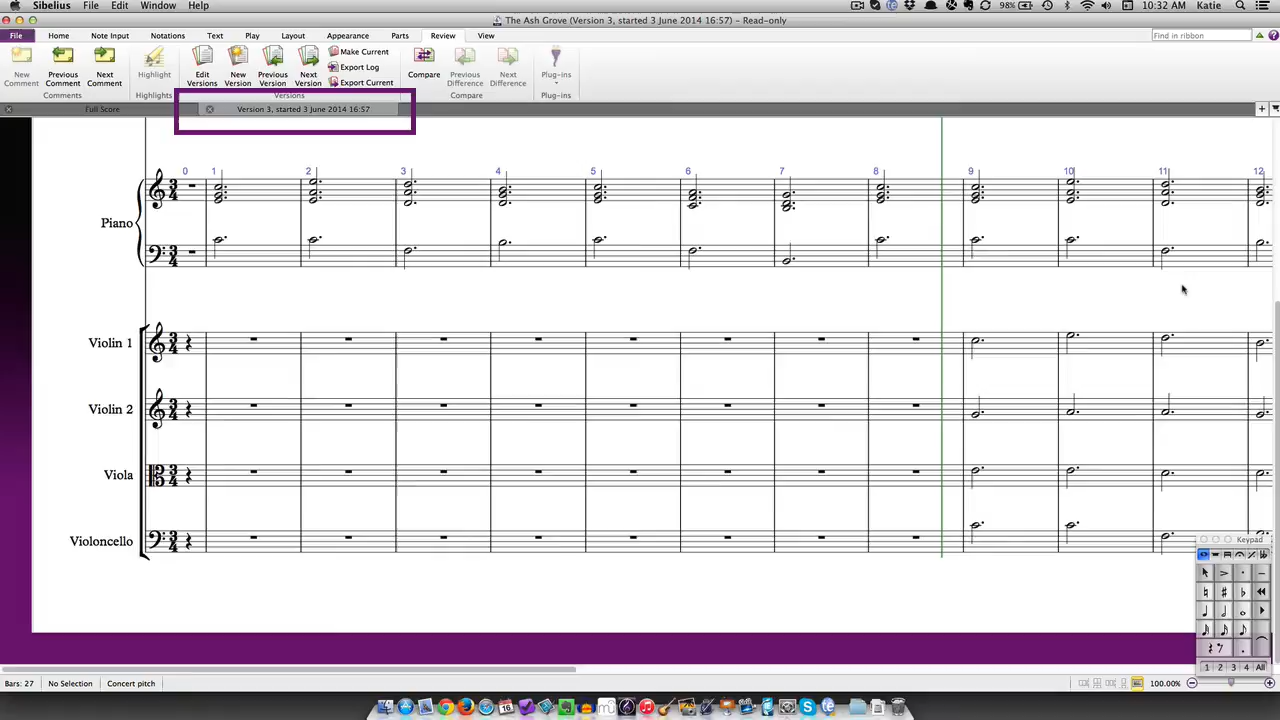 Sibelius File Edit Window Help 98% 10:32 AM Katie
The Ash Grove (Version 3, started 3 June 2014 16:57) – Read-only
File Home Note Input Notations Text Play Layout Appearance Parts Review View Find in ribbon
New Comment Previous Comment Next Comment Highlight Edit Versions New Version Previous Version Next Version Make Current Export Log Export Current Compare Previous Difference Next Difference Plug-ins
Comments Highlights Versions Compare Plug-ins
Full Score Version 3, started 3 June 2014 16:57
0 1 2 3 4 5 6 7 8 9 10 11 12
Piano
Violin 1
Violin 2
Viola
Violoncello
Keypad
1 2 3 4 All
Bars: 27 No Selection Concert pitch 100.00%